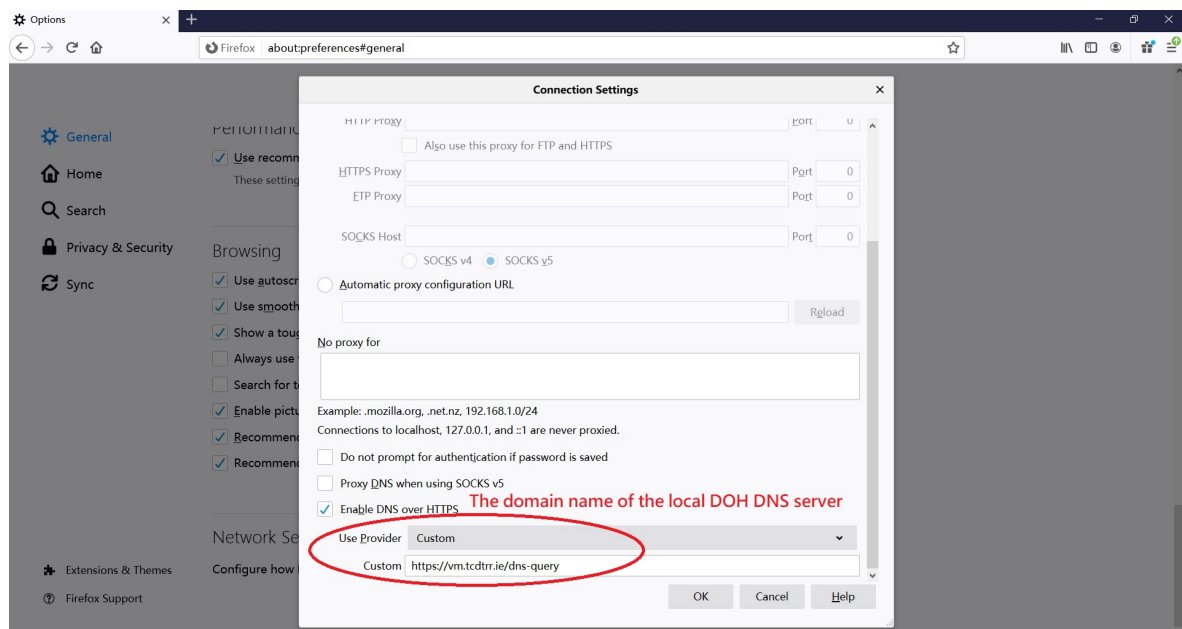 Options
Firefox about:preferences#general
Connection Settings
General
Home
Search
Privacy & Security
Sync
Extensions & Themes
Firefox Support
Use recomm
These setting
Browsing
Use autoscr
Use smooth
Show a touc
Always use
Search for t
Enable pictu
Recommend
Recommend
Network Se
Configure how
HTTP Proxy Port 0
Also use this proxy for FTP and HTTPS
HTTPS Proxy Port 0
FTP Proxy Port 0
SOCKS Host Port 0
SOCKS v4 SOCKS v5
Automatic proxy configuration URL
Reload
No proxy for
Example: .mozilla.org, .net.nz, 192.168.1.0/24
Connections to localhost, 127.0.0.1, and ::1 are never proxied.
Do not prompt for authentication if password is saved
Proxy DNS when using SOCKS v5
The domain name of the local DOH DNS server
Enable DNS over HTTPS
Use Provider Custom
Custom https://vm.tcdtrr.ie/dns-query
OK Cancel Help